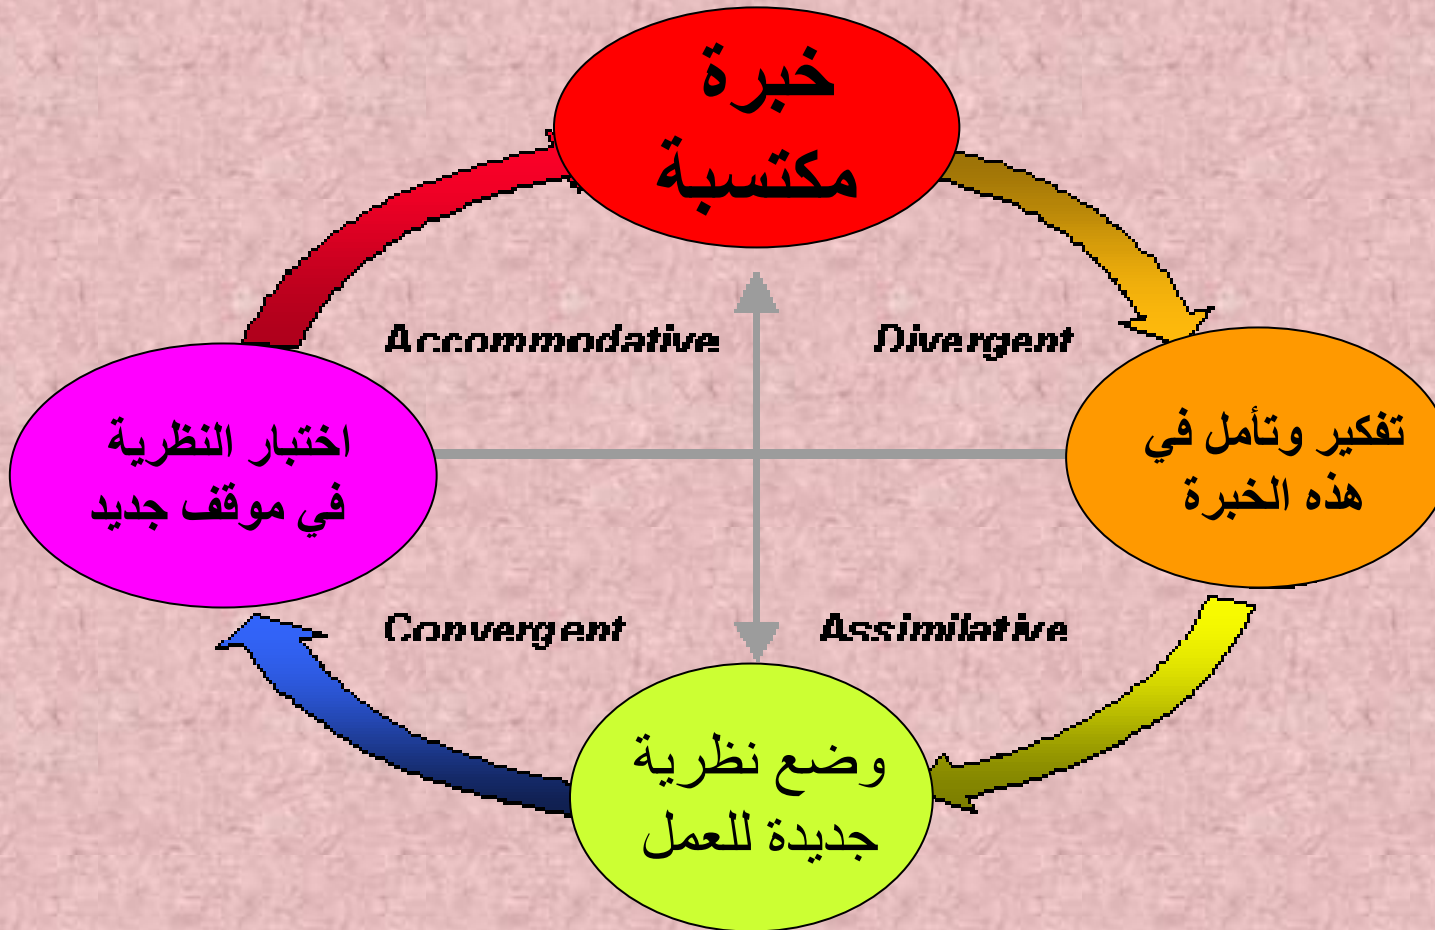 خبرة
مكتسبة
Accommodative
Divergent
تفكير وتأمل في
هذه الخبرة
اختبار النظرية
في موقف جديد
Convergent
Assimilative
وضع نظرية
جديدة للعمل